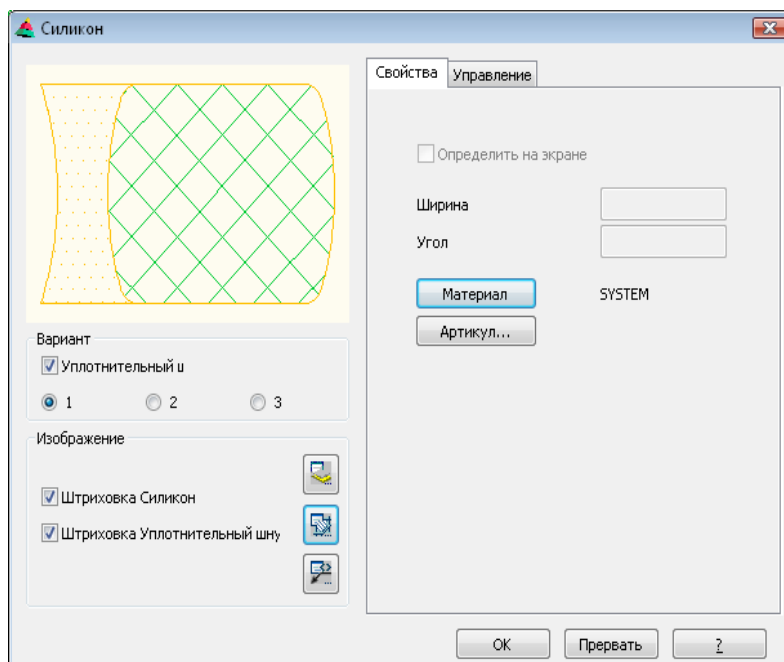 Силикон
Свойства
Управление
Определить на экране
Ширина
Угол
Материал
SYSTEM
Артикул...
Вариант
Уплотнительный ш
1
2
3
Изображение
Штриховка Силикон
Штриховка Уплотнительный шну
OK
Прервать
?